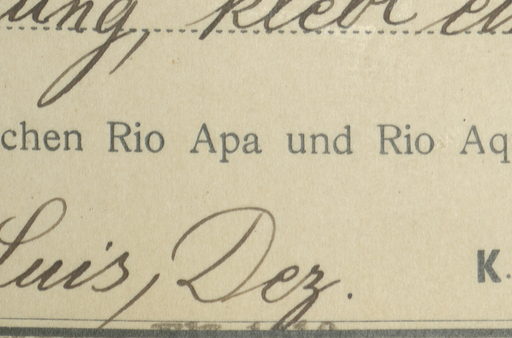 ung, klebt
chen Rio Apa und Rio Aq
Luis, Dez.
K.